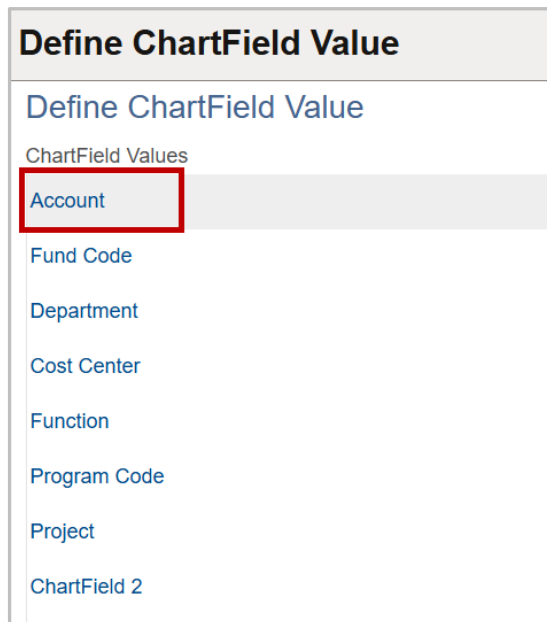 Define ChartField Value
Define ChartField Value
ChartField Values
Account
Fund Code
Department
Cost Center
Function
Program Code
Project
ChartField 2